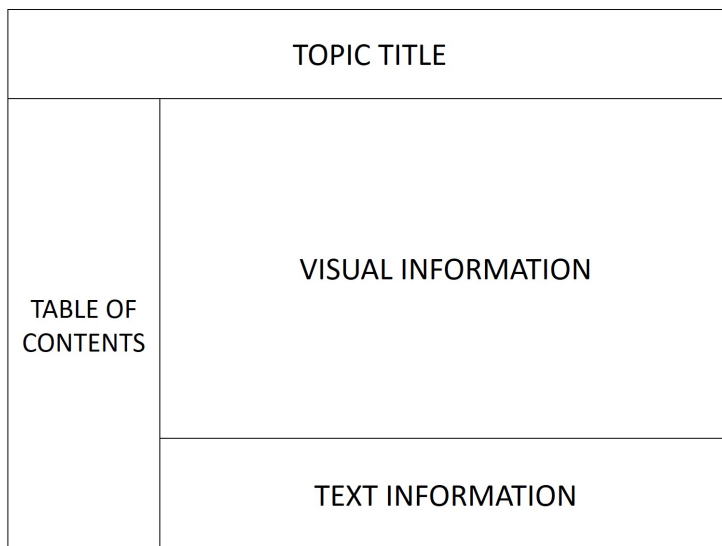 TOPIC TITLE
TABLE OF
CONTENTS
VISUAL INFORMATION
TEXT INFORMATION